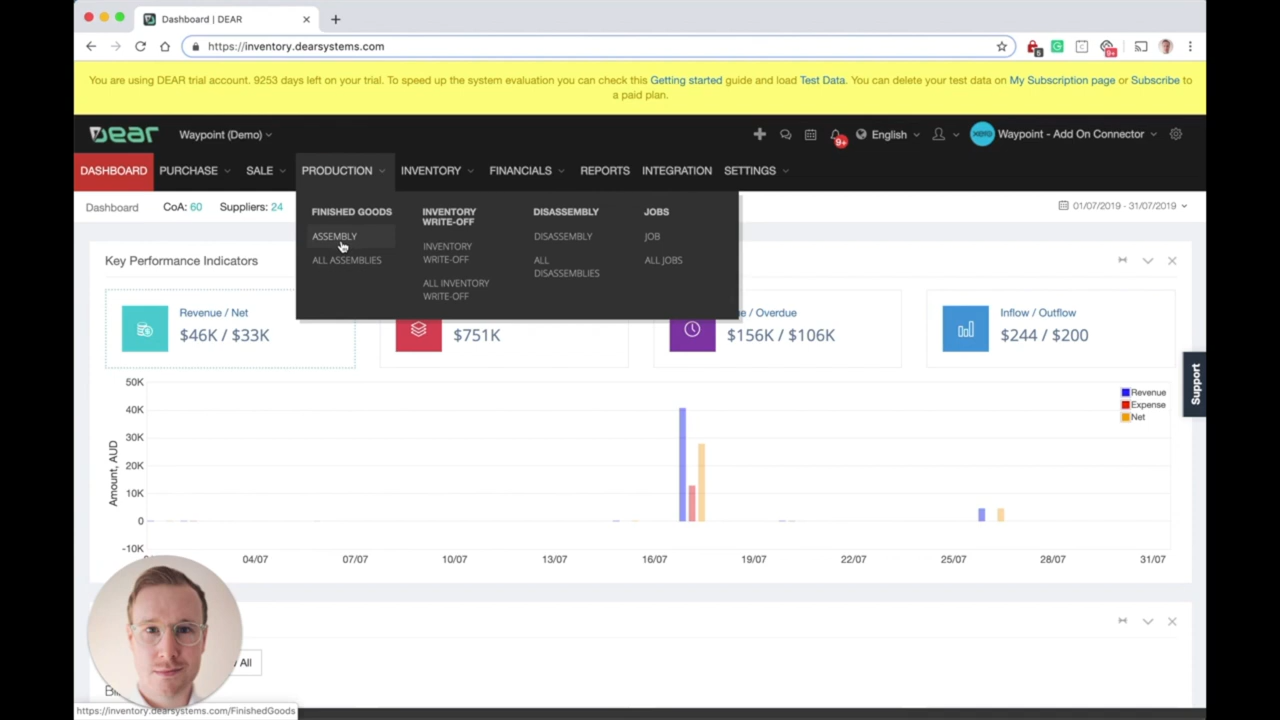 Dashboard | DEAR
https://inventory.dearsystems.com
5
9+
You are using DEAR trial account. 9253 days left on your trial. To speed up the system evaluation you can check this Getting started guide and load Test Data. You can delete your test data on My Subscription page or Subscribe to
a paid plan.
DEAR
Waypoint (Demo)
9+
English
xero
Waypoint - Add On Connector
DASHBOARD PURCHASE SALE PRODUCTION INVENTORY FINANCIALS REPORTS INTEGRATION SETTINGS
Dashboard CoA: 60 Suppliers: 24
01/07/2019 - 31/07/2019
FINISHED GOODS
ASSEMBLY
ALL ASSEMBLIES
INVENTORY
WRITE-OFF
INVENTORY
WRITE-OFF
ALL INVENTORY
WRITE-OFF
DISASSEMBLY
DISASSEMBLY
ALL
DISASSEMBLIES
JOBS
JOB
ALL JOBS
Key Performance Indicators
Revenue / Net
$46K / $33K
$751K
/ Overdue
$156K / $106K
Inflow / Outflow
$244 / $200
Support
Revenue
Expense
Net
Amount, AUD
50K
40K
30K
20K
10K
0
-10K
04/07 07/07 10/07 13/07 16/07 19/07 22/07 25/07 28/07 31/07
All
https://inventory.dearsystems.com/FinishedGoods